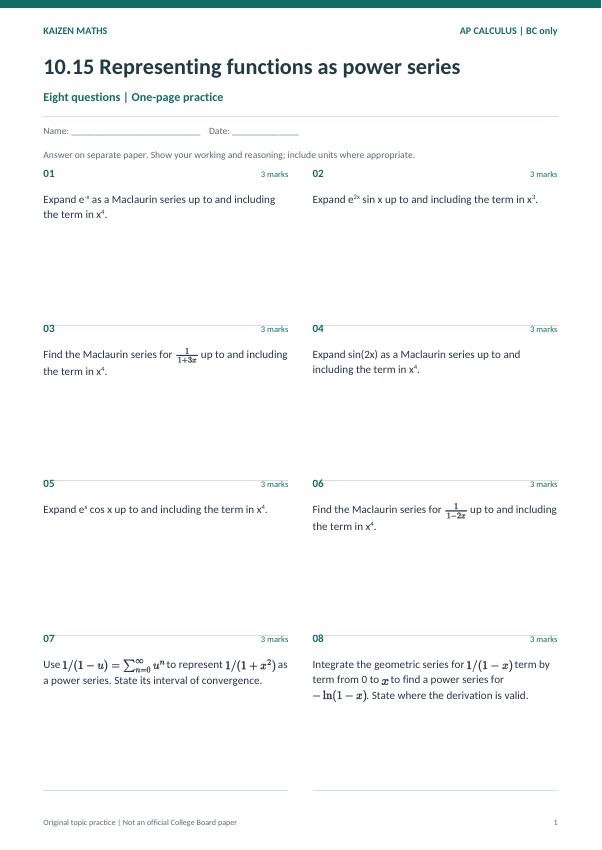 KAIZEN MATHS
AP CALCULUS | BC only
10.15 Representing functions as power series
Eight questions | One-page practice
Name: ____________________________ Date: ______________
Answer on separate paper. Show your working and reasoning; include units where appropriate.
01 3 marks
Expand e⁻ˣ as a Maclaurin series up to and including
the term in x⁴.
02 3 marks
Expand e²ˣ sin x up to and including the term in x³.
03 3 marks
Find the Maclaurin series for 1/(1+3x) up to and including
the term in x⁴.
04 3 marks
Expand sin(2x) as a Maclaurin series up to and
including the term in x⁴.
05 3 marks
Expand eˣ cos x up to and including the term in x⁴.
06 3 marks
Find the Maclaurin series for 1/(1−2x) up to and including
the term in x⁴.
07 3 marks
Use 1/(1 − u) = ∑_{n=0}^{∞} uⁿ to represent 1/(1 + x²) as
a power series. State its interval of convergence.
08 3 marks
Integrate the geometric series for 1/(1 − x) term by
term from 0 to x to find a power series for
− ln(1 − x). State where the derivation is valid.
Original topic practice | Not an official College Board paper
1